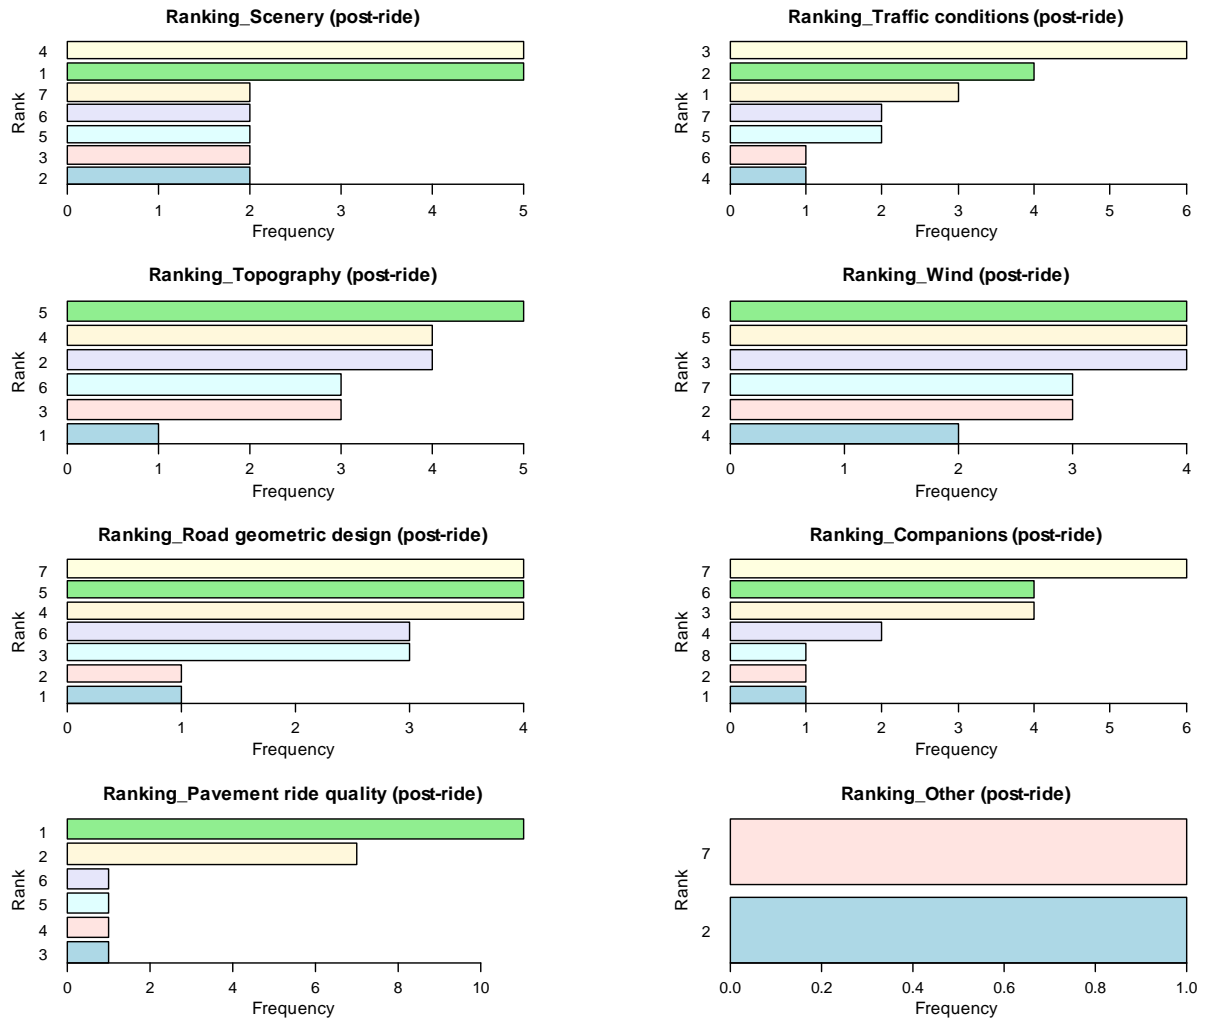 Ranking_Scenery (post-ride)
Rank
4
1
7
6
5
3
2
0 1 2 3 4 5
Frequency
Ranking_Traffic conditions (post-ride)
Rank
3
2
1
7
5
6
4
0 1 2 3 4 5 6
Frequency
Ranking_Topography (post-ride)
Rank
5
4
2
6
3
1
0 1 2 3 4 5
Frequency
Ranking_Wind (post-ride)
Rank
6
5
3
7
2
4
0 1 2 3 4
Frequency
Ranking_Road geometric design (post-ride)
Rank
7
5
4
6
3
2
1
0 1 2 3 4
Frequency
Ranking_Companions (post-ride)
Rank
7
6
3
4
8
2
1
0 1 2 3 4 5 6
Frequency
Ranking_Pavement ride quality (post-ride)
Rank
1
2
6
5
4
3
0 2 4 6 8 10
Frequency
Ranking_Other (post-ride)
Rank
7
2
0.0 0.2 0.4 0.6 0.8 1.0
Frequency